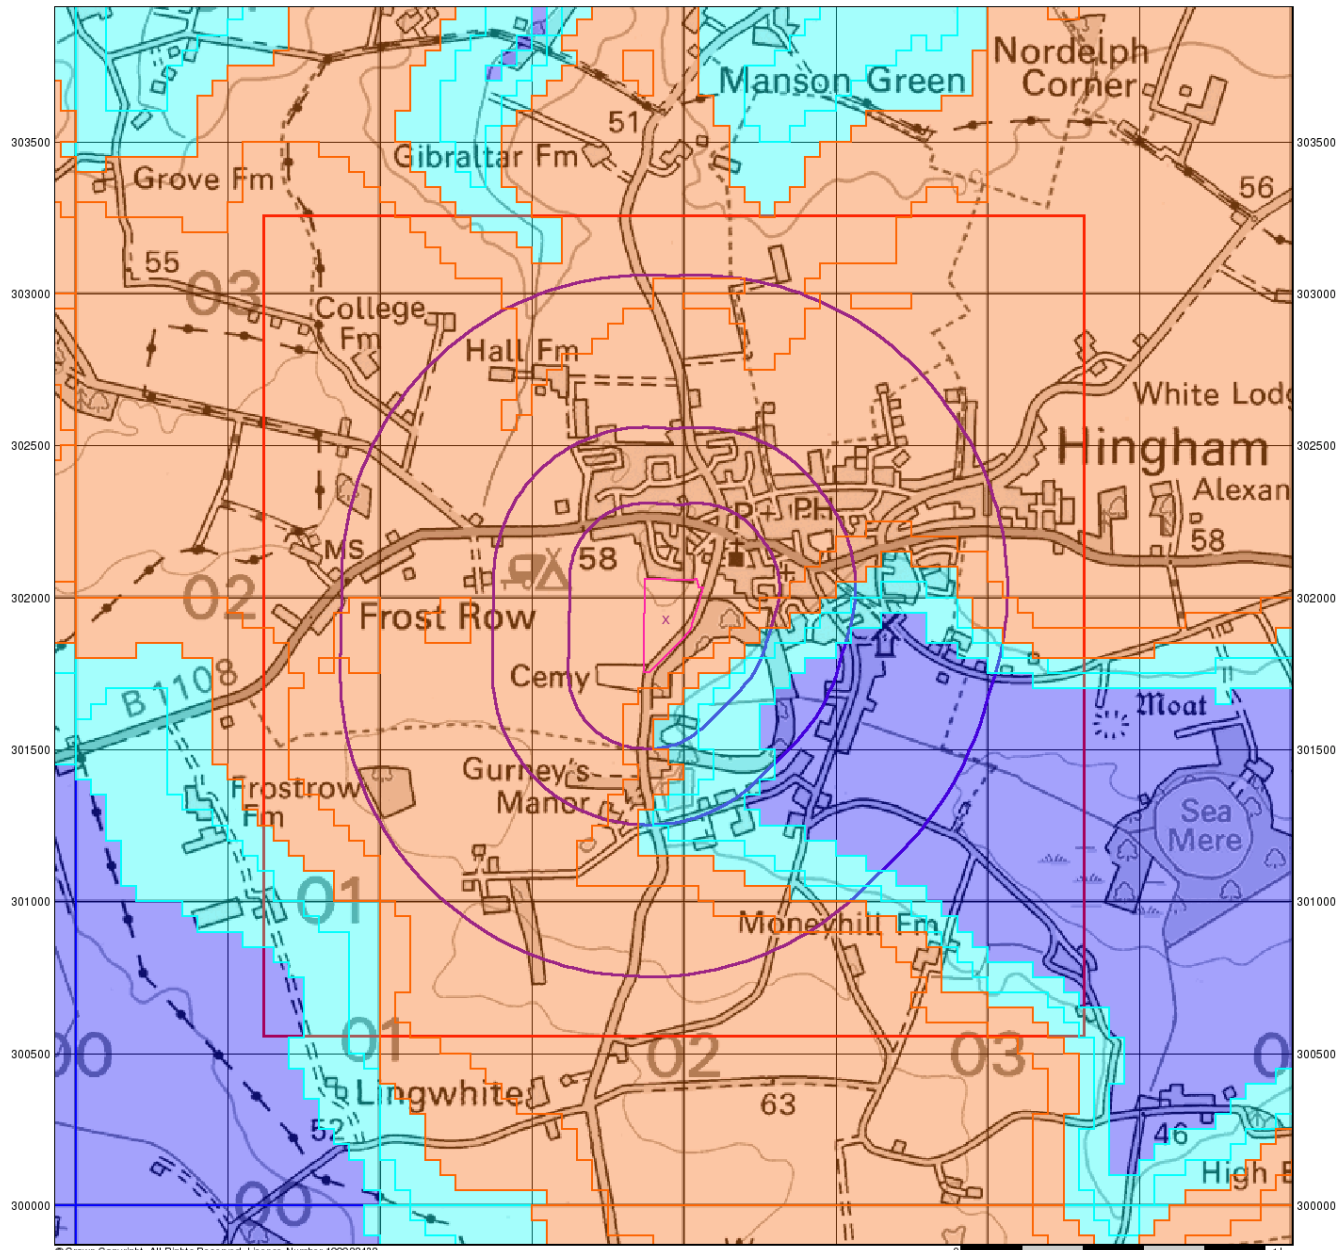 Nordelph
Corner
Manson Green
51
303500
303500
Gibraltar Fm
Grove Fm
56
55
03
303000
303000
College
Fm
Hall Fm
White Lod
302500
302500
Hingham
Alexan
P
PH
MS
58
58
02
302000
302000
Frost Row
x
Cemy
B 1108
Moat
301500
301500
Gurney's
Manor
Frostrow
Fm
Sea
Mere
01
301000
301000
Moneyhill Fm
01
02
03
00
0
300500
300500
Lingwhite
63
52
46
High
00
300000
300000